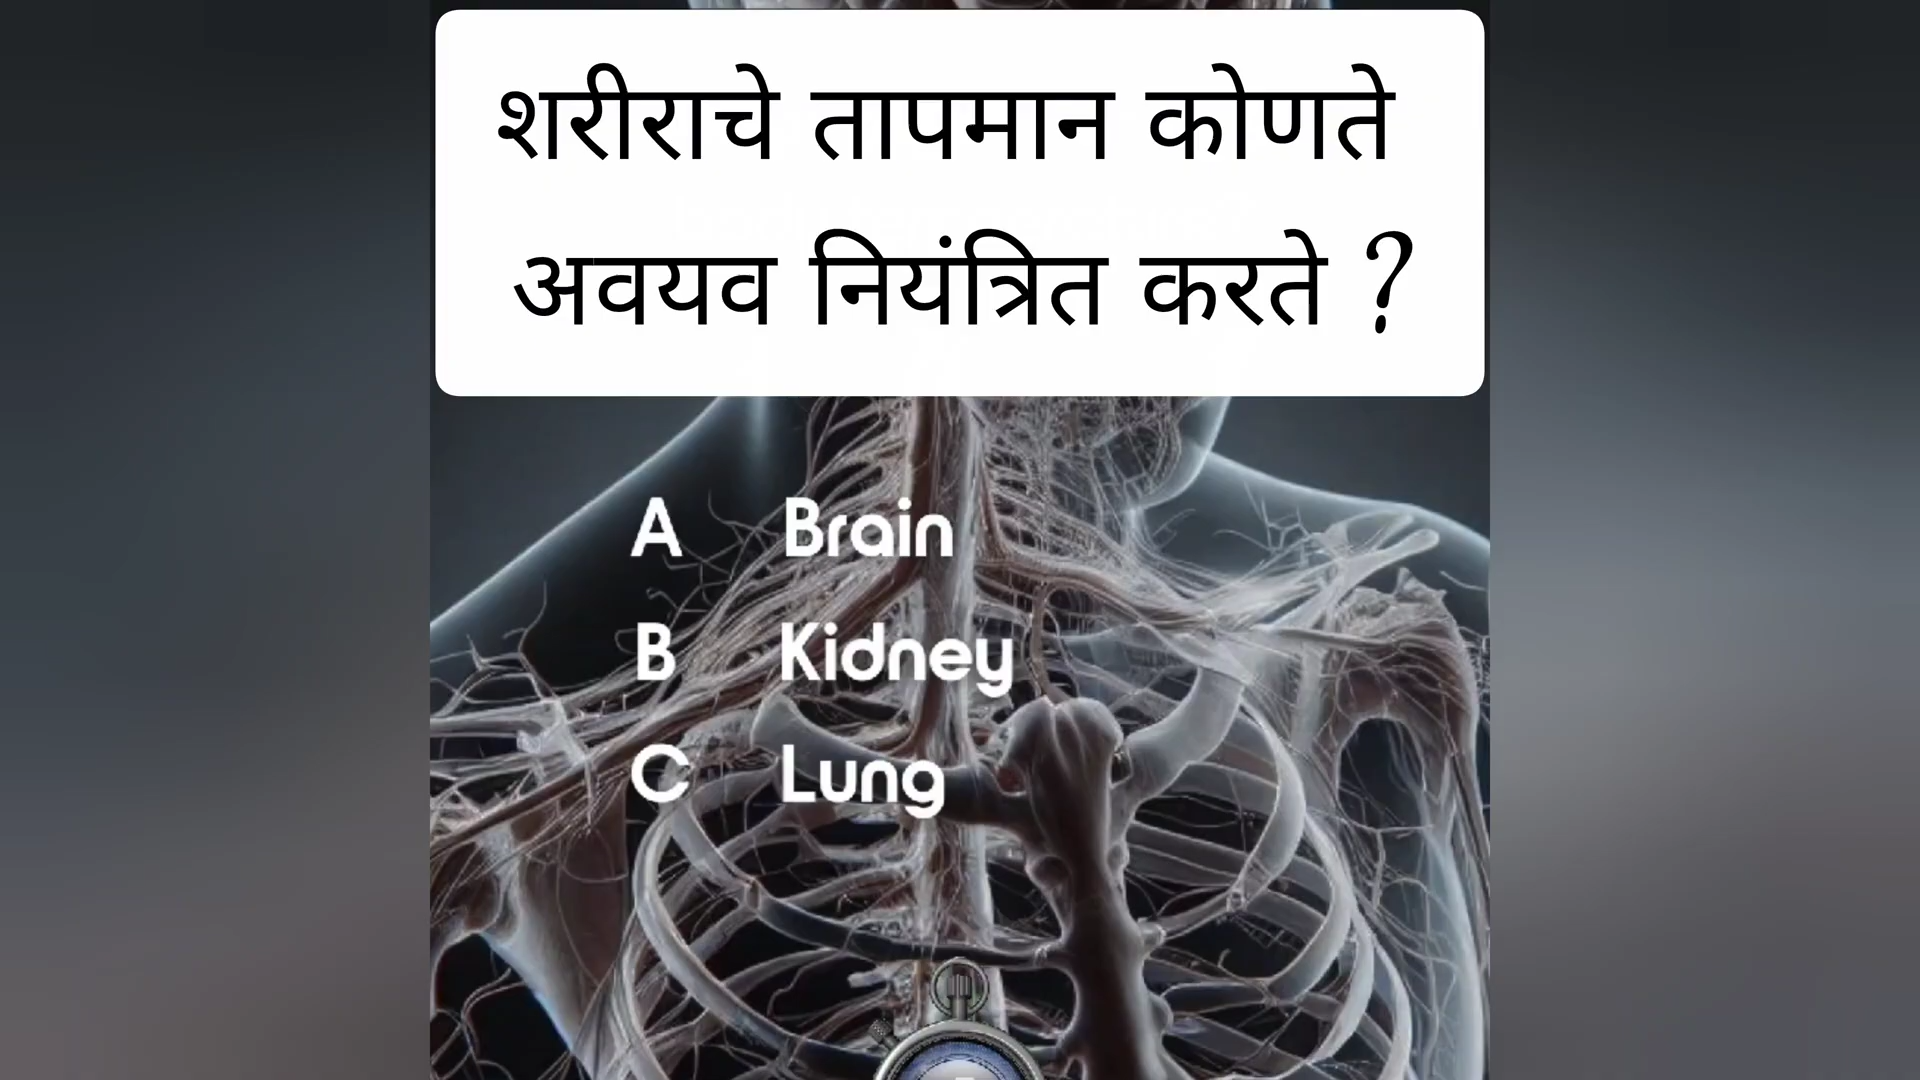 शरीराचे तापमान कोणते
अवयव नियंत्रित करते ?
A Brain
B Kidney
C Lung